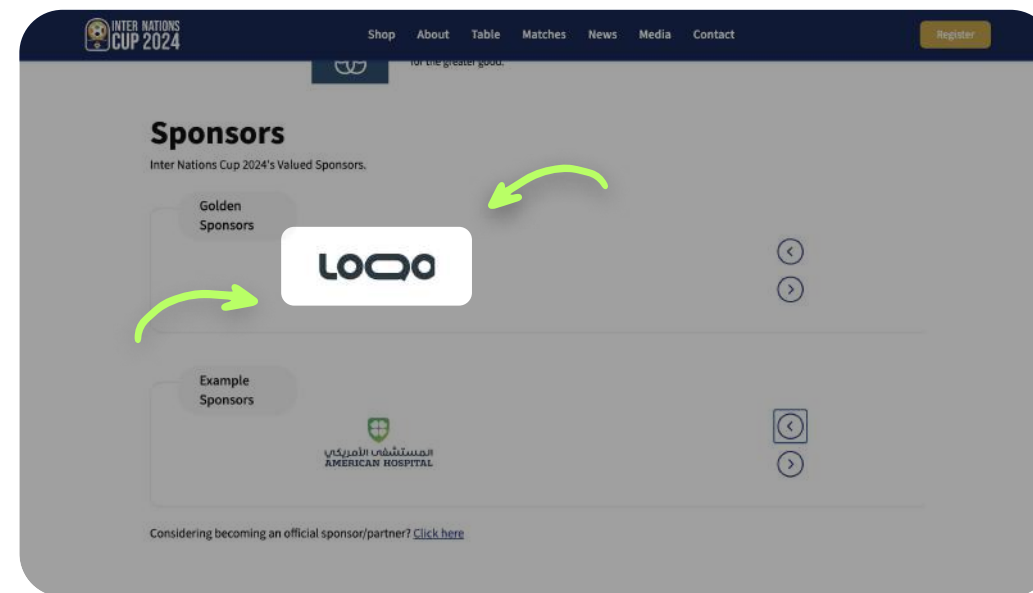 INTER NATIONS
CUP 2024
Shop About Table Matches News Media Contact
Register
for the greater good.
Sponsors
Inter Nations Cup 2024's Valued Sponsors.
Golden
Sponsors
LOQO
Example
Sponsors
المستشفى الأمريكي
AMERICAN HOSPITAL
Considering becoming an official sponsor/partner? Click here